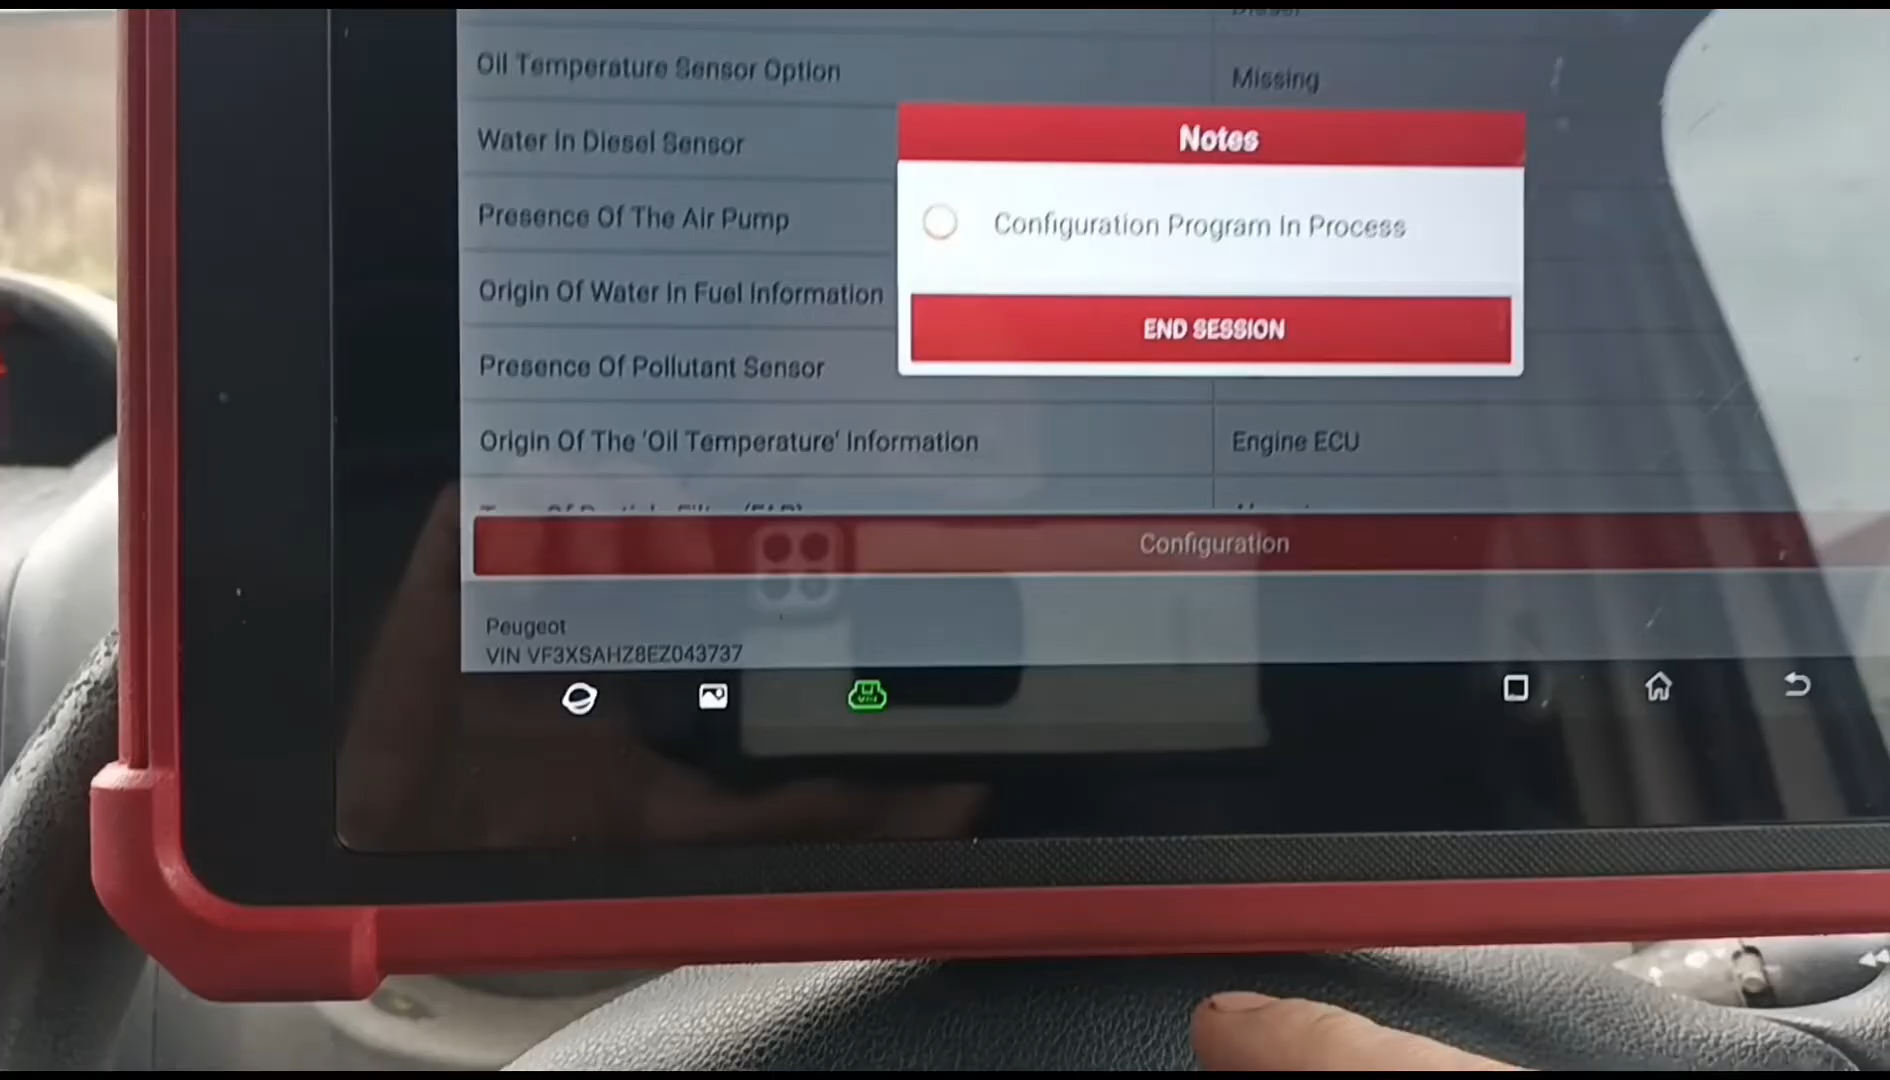 Diesel
Oil Temperature Sensor Option
Missing
Water In Diesel Sensor
Notes
Presence Of The Air Pump
Configuration Program In Process
Origin Of Water In Fuel Information
END SESSION
Presence Of Pollutant Sensor
Origin Of The 'Oil Temperature' Information
Engine ECU
Configuration
Peugeot
VIN VF3XSAHZ8EZ043737